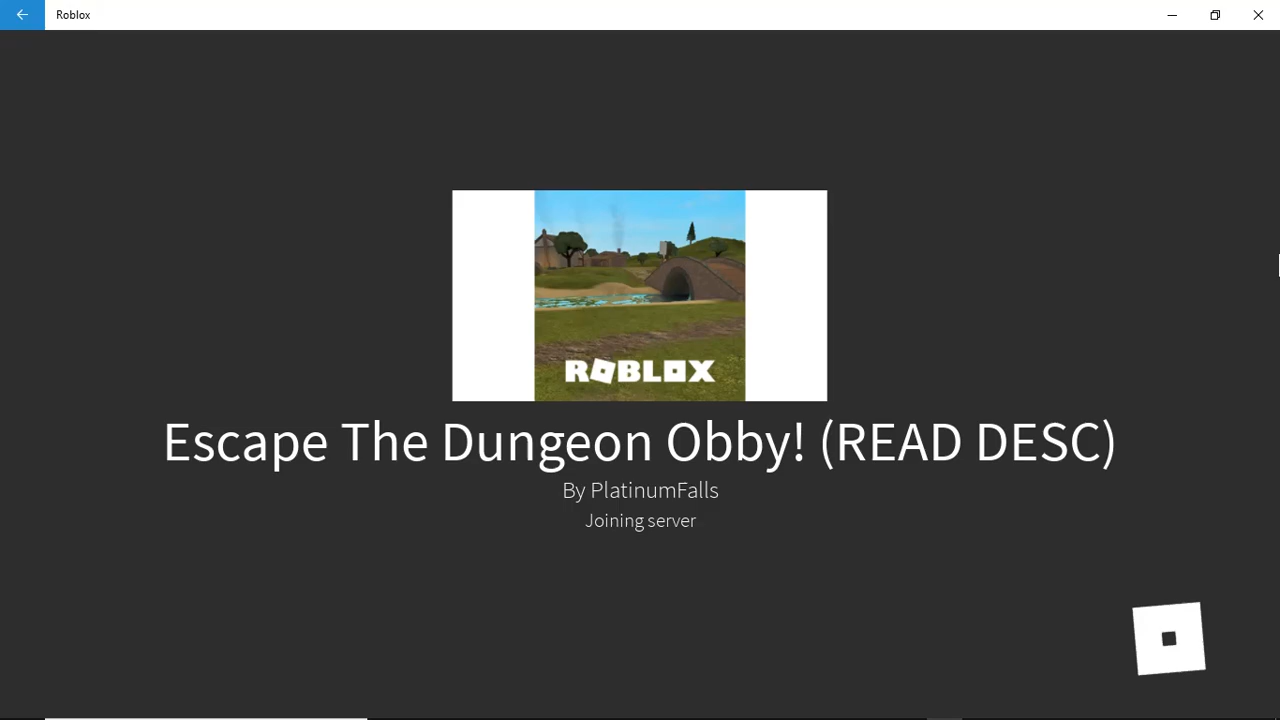 Roblox
ROBLOX
Escape The Dungeon Obby! (READ DESC)
By PlatinumFalls
Joining server